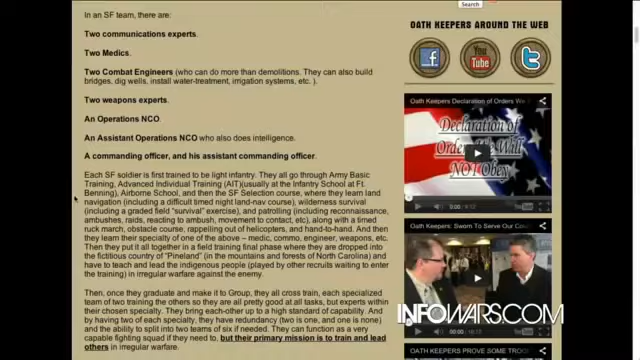 Search
In an SF team, there are:
Two communications experts.
Two Medics.
Two Combat Engineers (who can do more than demolitions. They can also build
bridges, dig wells, install water-treatment, irrigation systems, etc. ).
Two weapons experts.
An Operations NCO.
An Assistant Operations NCO who also does intelligence.
A commanding officer, and his assistant commanding officer.
Each SF soldier is first trained to be light infantry. They all go through Army Basic
Training, Advanced Individual Training (AIT)(usually at the Infantry School at Ft.
Benning), Airborne School, and then the SF Selection course, where they learn land
navigation (including a difficult timed night land-nav course), wilderness survival
(including a graded field "survival" exercise), and patrolling (including reconnaissance,
ambushes, raids, reacting to ambush, movement to contact, etc), along with a timed
ruck march, obstacle course, rappelling out of helicopters, and hand-to-hand. And
then they learn their specialty of one of the above – medic, commo, engineer, weapons, etc.
Then they put it all together in a field training final phase where they are dropped into
the fictitious country of "Pineland" (in the mountains and forests of North Carolina) and
have to teach and lead the indigenous people (played by other recruits waiting to enter
the training) in irregular warfare against the enemy.
Then, once they graduate and make it to Group, they all cross train, each specialized
team of two training the others so they are all pretty good at all tasks, but experts within
their chosen specialty. They bring each-other up to a high standard of capability. And
by having two of each specialty, they have redundancy (two is one, and one is none)
and the ability to split into two teams of six if needed. They can function as a very
capable fighting squad if they need to, but their primary mission is to train and lead
others in irregular warfare.
OATH KEEPERS AROUND THE WEB
f
You
Tube
t
Oath Keepers Declaration of Orders We
Declaration of
Orders We Will
NOT Obey
Oath Keepers: Sworn To Serve Our Cou
INFOWARS.COM
OATH KEEPERS PROVE SOME TROO